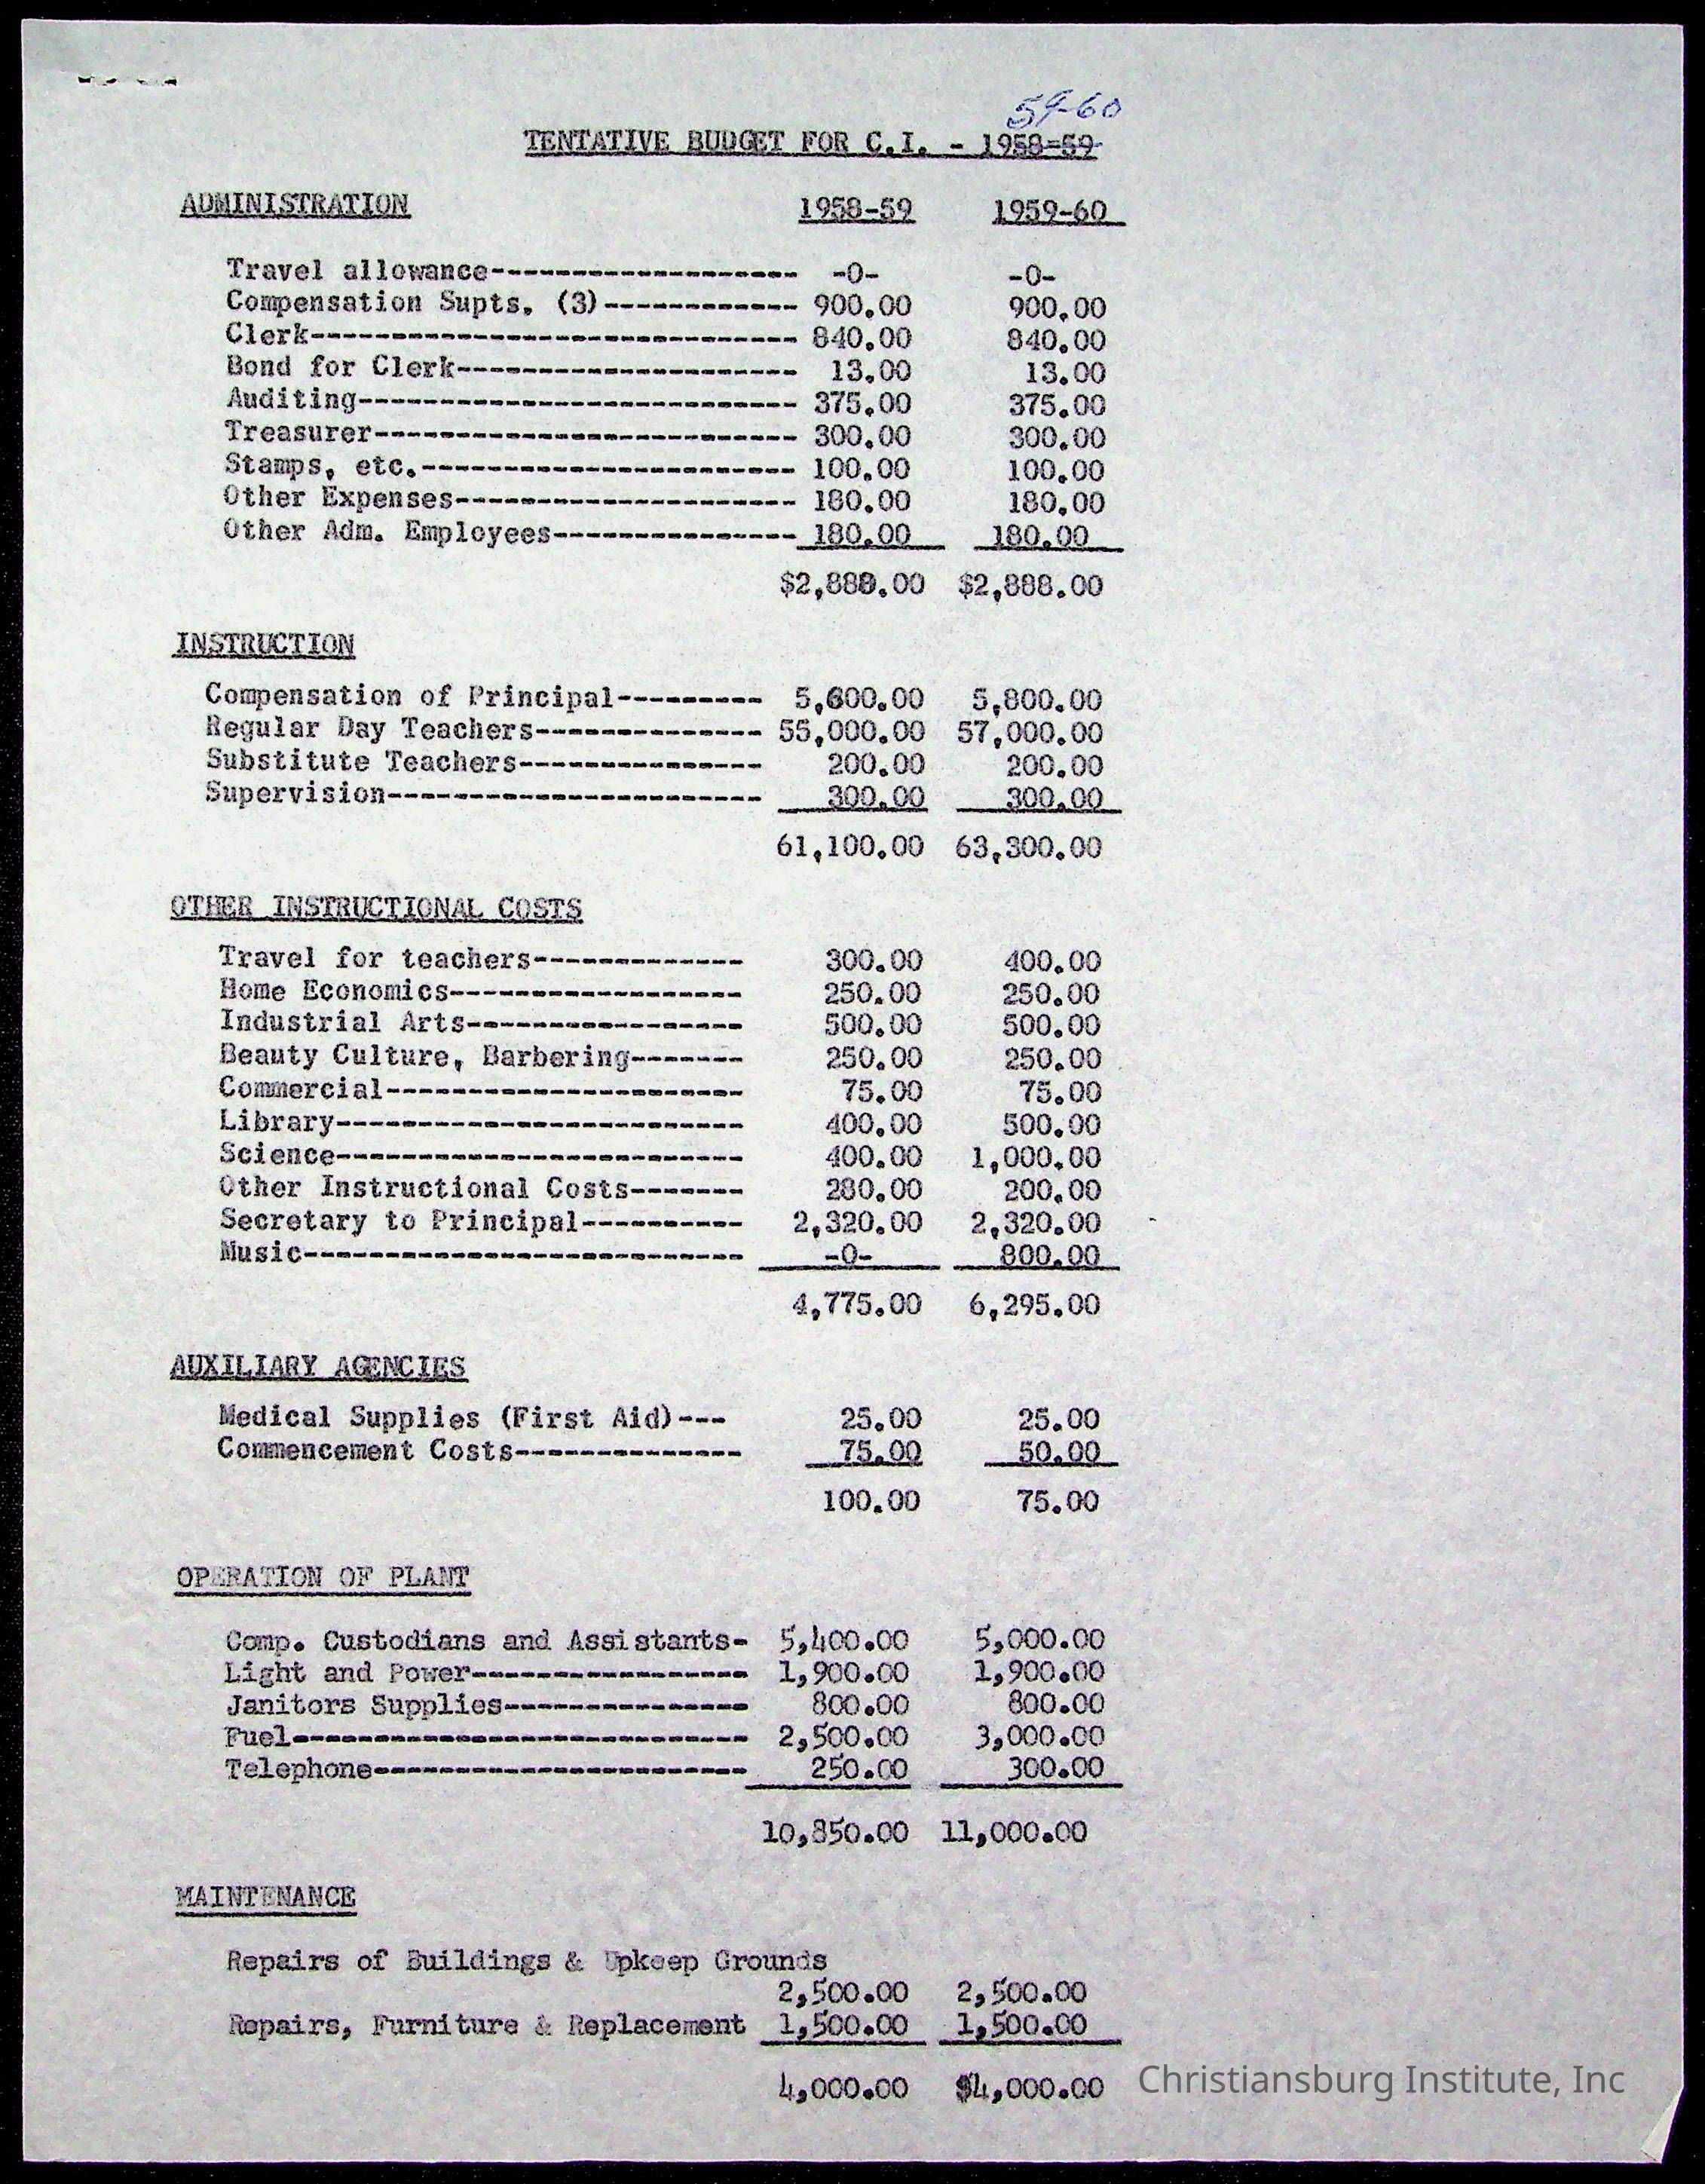 59-60
TENTATIVE BUDGET FOR C.I. - 1958-59
ADMINISTRATION 1958-59 1959-60
Travel allowance------------------- -0- -0-
Compensation Supts. (3)------------ 900.00 900.00
Clerk------------------------------ 840.00 840.00
Bond for Clerk--------------------- 13.00 13.00
Auditing--------------------------- 375.00 375.00
Treasurer-------------------------- 300.00 300.00
Stamps, etc.----------------------- 100.00 100.00
Other Expenses--------------------- 180.00 180.00
Other Adm. Employees--------------- 180.00 180.00
$2,888.00 $2,888.00
INSTRUCTION
Compensation of Principal--------- 5,600.00 5,800.00
Regular Day Teachers-------------- 55,000.00 57,000.00
Substitute Teachers--------------- 200.00 200.00
Supervision----------------------- 300.00 300.00
61,100.00 63,300.00
OTHER INSTRUCTIONAL COSTS
Travel for teachers------------- 300.00 400.00
Home Economics------------------ 250.00 250.00
Industrial Arts----------------- 500.00 500.00
Beauty Culture, Barbering------- 250.00 250.00
Commercial---------------------- 75.00 75.00
Library------------------------- 400.00 500.00
Science------------------------- 400.00 1,000.00
Other Instructional Costs------- 280.00 200.00
Secretary to Principal---------- 2,320.00 2,320.00
Music--------------------------- -0- 800.00
4,775.00 6,295.00
AUXILIARY AGENCIES
Medical Supplies (First Aid)--- 25.00 25.00
Commencement Costs-------------- 75.00 50.00
100.00 75.00
OPERATION OF PLANT
Comp. Custodians and Assistants- 5,400.00 5,000.00
Light and Power----------------- 1,900.00 1,900.00
Janitors Supplies--------------- 800.00 800.00
Fuel---------------------------- 2,500.00 3,000.00
Telephone----------------------- 250.00 300.00
10,850.00 11,000.00
MAINTENANCE
Repairs of Buildings & Upkeep Grounds
2,500.00 2,500.00
Repairs, Furniture & Replacement 1,500.00 1,500.00
4,000.00 $4,000.00
Christiansburg Institute, Inc